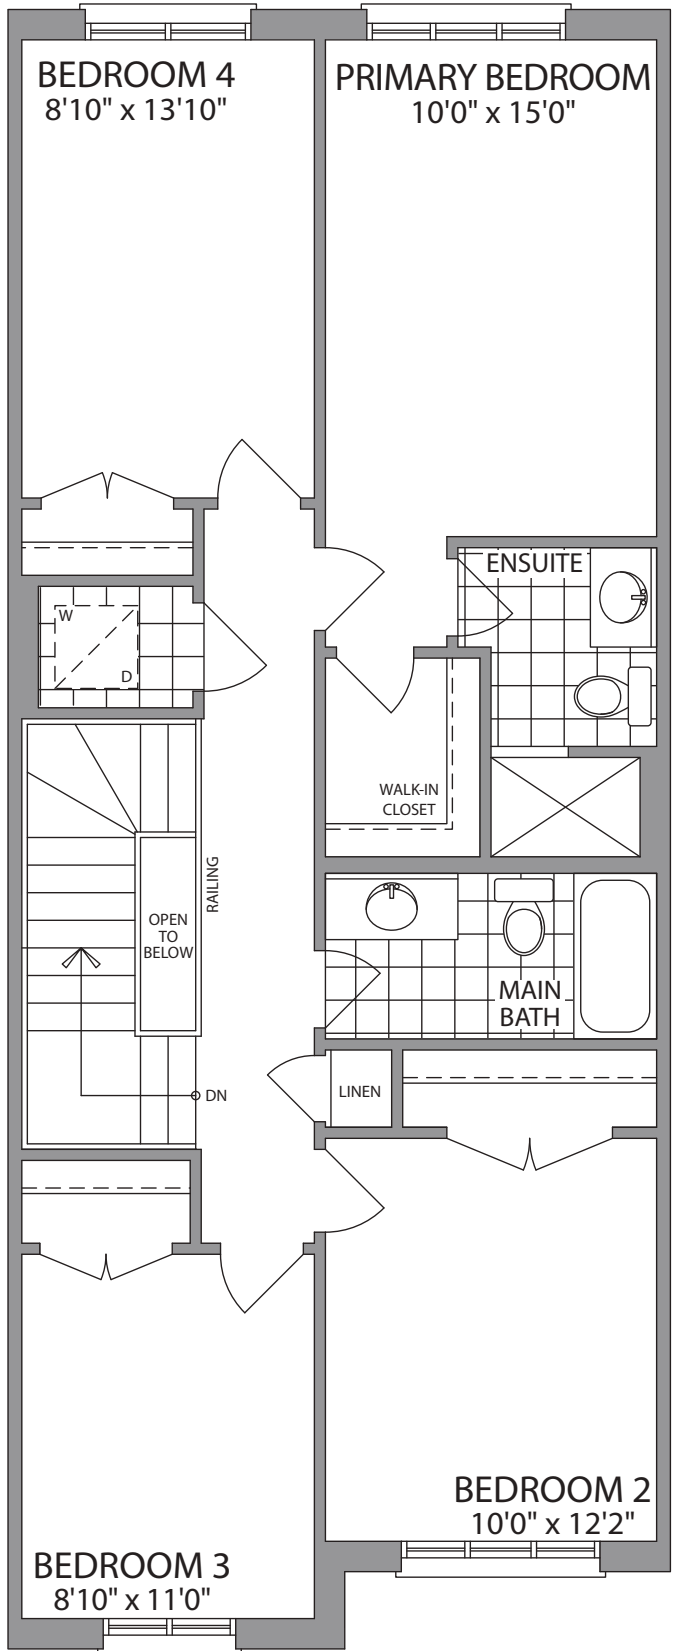 BEDROOM 4
8'10" x 13'10"
PRIMARY BEDROOM
10'0" x 15'0"
ENSUITE
W
D
WALK-IN
CLOSET
RAILING
OPEN
TO
BELOW
MAIN
BATH
LINEN
DN
BEDROOM 2
10'0" x 12'2"
BEDROOM 3
8'10" x 11'0"